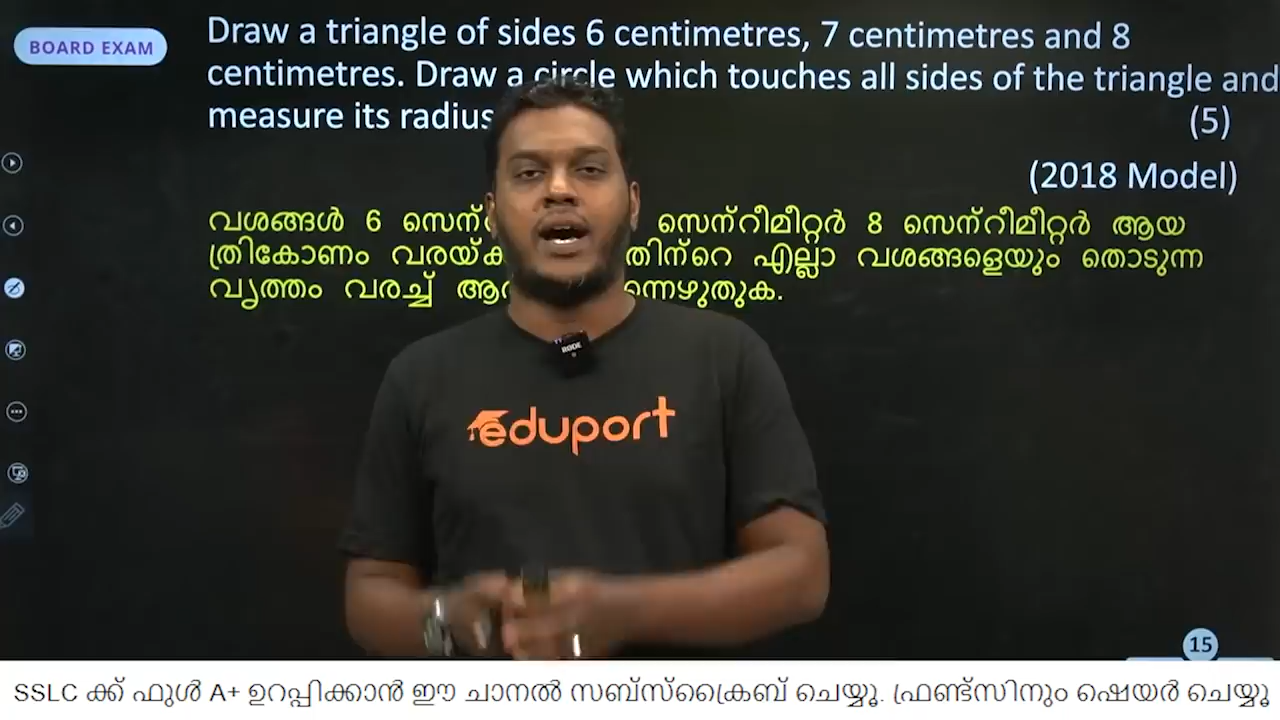 BOARD EXAM
Draw a triangle of sides 6 centimetres, 7 centimetres and 8
centimetres. Draw a circle which touches all sides of the triangle and
measure its radius
(5)
(2018 Model)
വശങ്ങൾ 6 സെന്റീമീറ്റർ 8 സെന്റീമീറ്റർ ആയ
ത്രികോണം എല്ലാ വശങ്ങളെയും തൊടുന്ന
വൃത്തം വരച്ച്
RODE
eduport
15
SSLC ക്ക് ഫുൾ A+ ഉറപ്പിക്കാൻ ഈ ചാനൽ സബ്സ്ക്രൈബ് ചെയ്യൂ. ഫ്രണ്ട്സിനും ഷെയർ ചെയ്യൂ